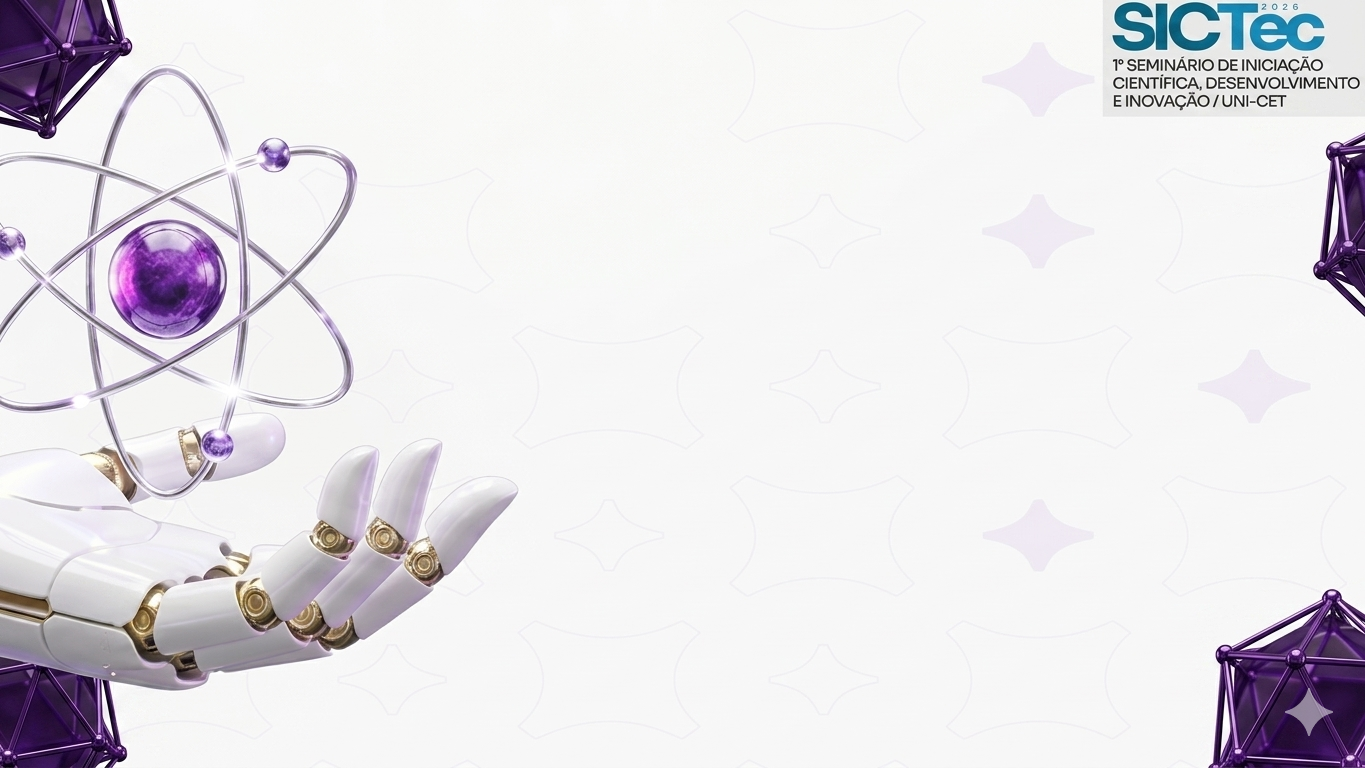 2026
SICTec
1º SEMINÁRIO DE INICIAÇÃO
CIENTÍFICA, DESENVOLVIMENTO
E INOVAÇÃO / UNI-CET